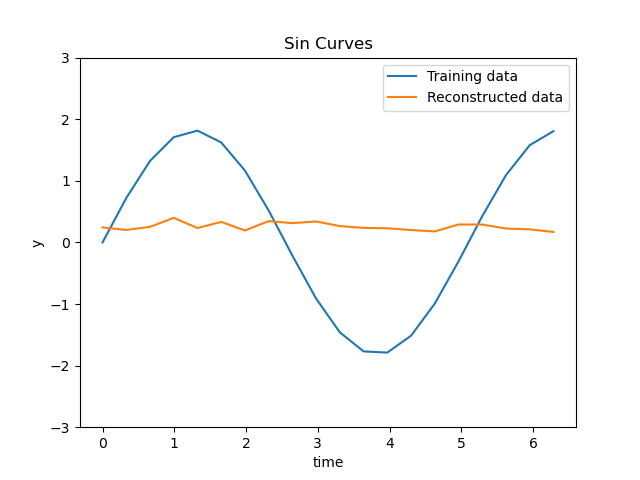 Sin Curves
Training data
Reconstructed data
3
2
1
0
−1
−2
−3
y
0 1 2 3 4 5 6
time